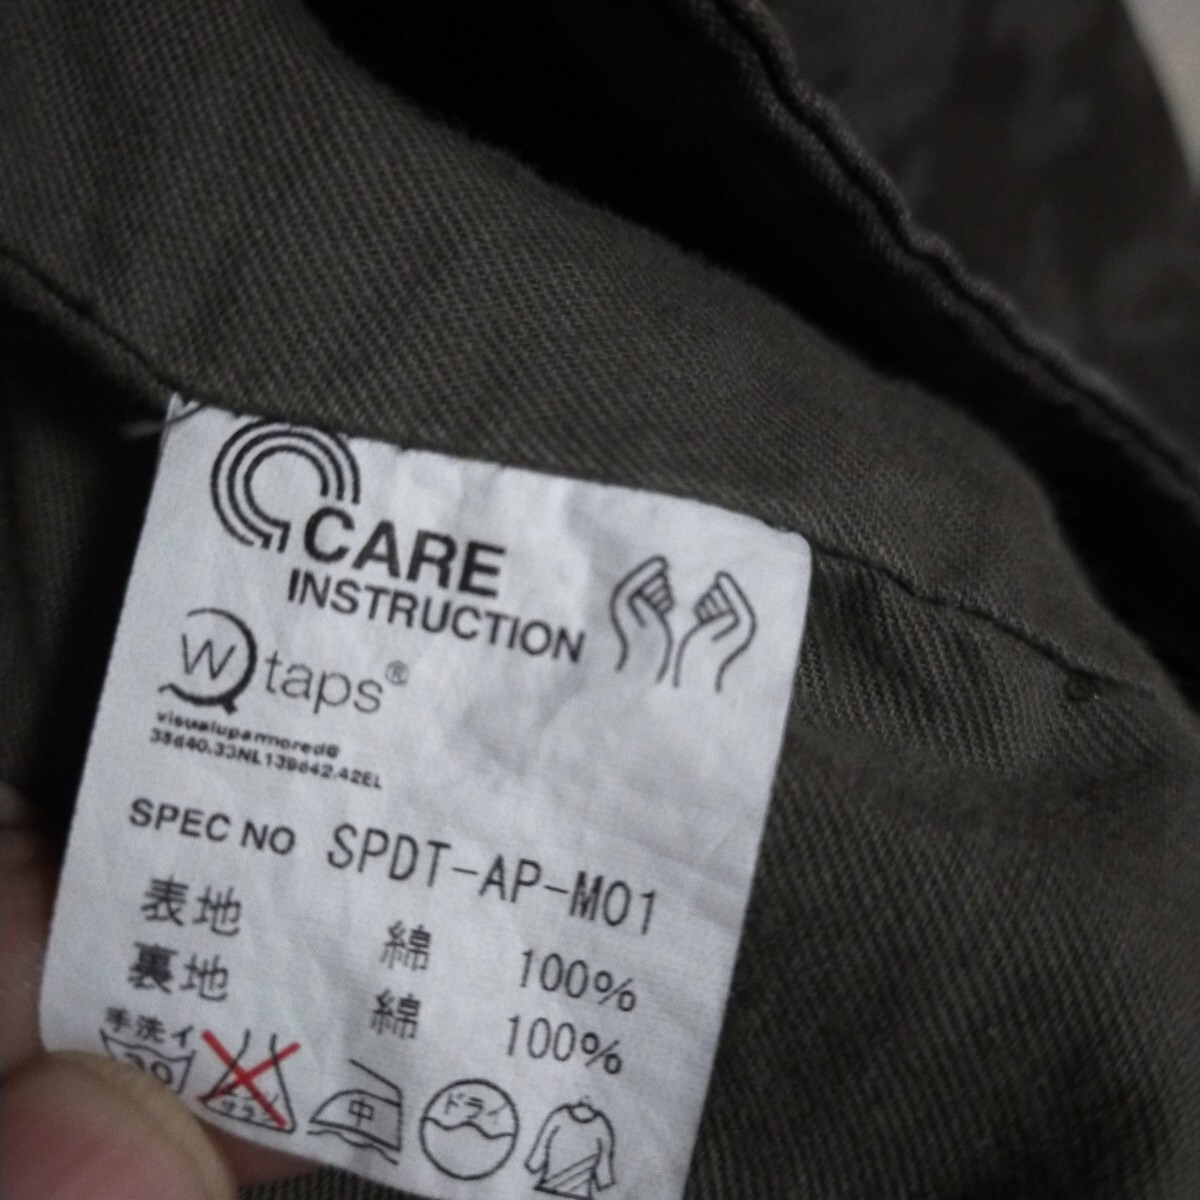 CARE
INSTRUCTION
W taps®
visualuparmored®
35640.33NL139642.42EL
SPEC NO SPDT-AP-M01
表地 綿 100%
裏地 綿 100%
手洗イ
30
中
ドライ